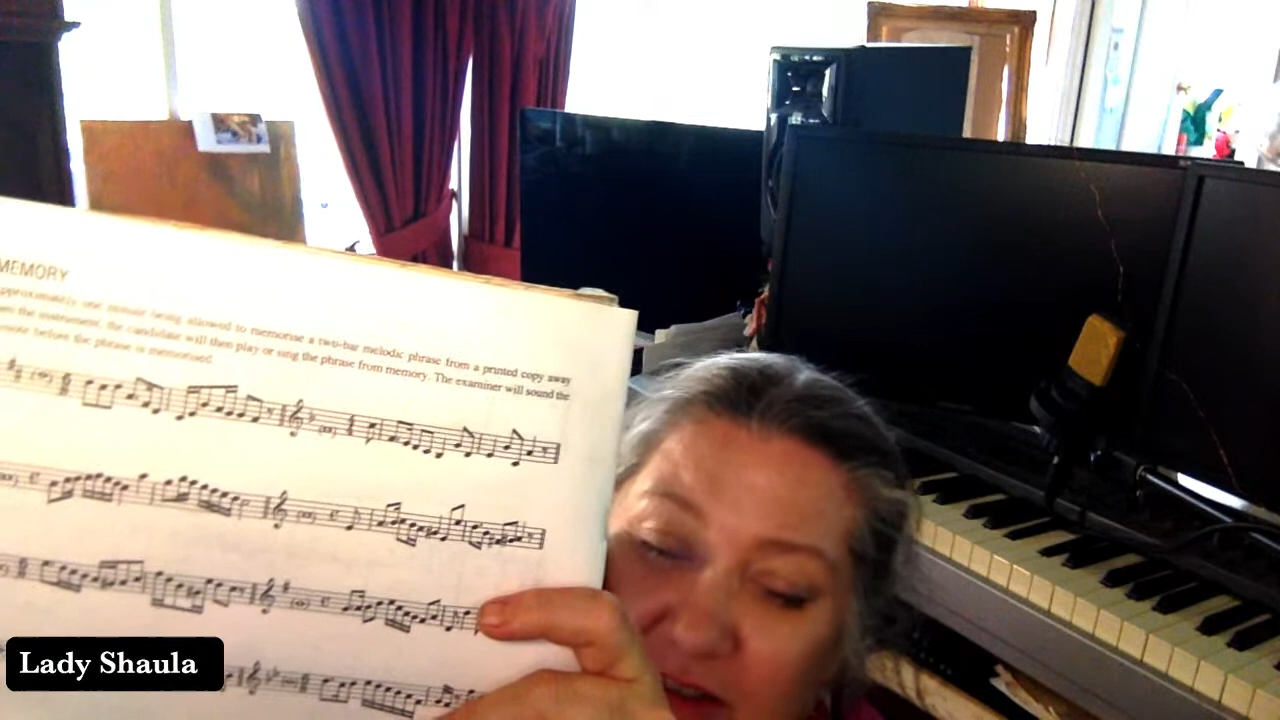 MEMORY
pproximately one minute being allowed to memorise a two-bar melodic phrase from a printed copy away
the instrument, the candidate will then play or sing the phrase from memory. The examiner will sound the
note before the phrase is memorised.
Lady Shaula